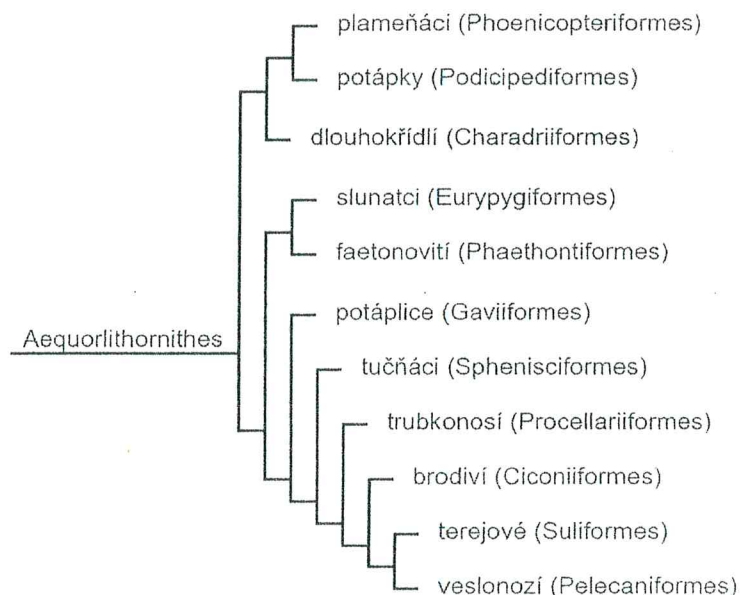 plameňáci (Phoenicopteriformes)
potápky (Podicipediformes)
dlouhokřídlí (Charadriiformes)
slunatci (Eurypygiformes)
faetonovití (Phaethontiformes)
potáplice (Gaviiformes)
Aequorlithornithes
tučňáci (Sphenisciformes)
trubkonosí (Procellariiformes)
brodiví (Ciconiiformes)
terejové (Suliformes)
veslonozí (Pelecaniformes)